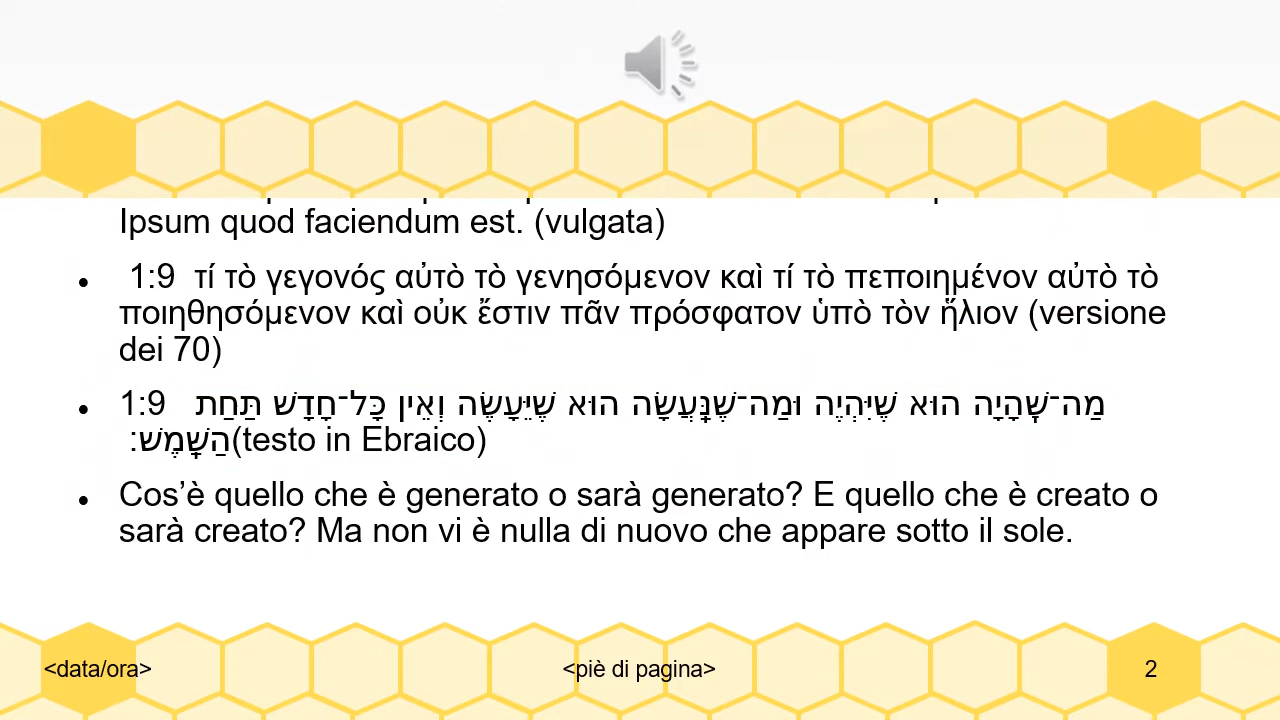 Ipsum quod faciendum est. (vulgata)
• 1:9 τί τὸ γεγονός αὐτὸ τὸ γενησόμενον καὶ τί τὸ πεποιημένον αὐτὸ τὸ
ποιηθησόμενον καὶ οὐκ ἔστιν πᾶν πρόσφατον ὑπὸ τὸν ἥλιον (versione
dei 70)
• 1:9 מַה־שֶּׁהָיָה הוּא שֶׁיִּהְיֶה וּמַה־שֶׁנַּעֲשָׂה הוּא שֶׁיֵּעָשֶׂה וְאֵין כָּל־חָדָשׁ תַּחַת
הַשָּׁמֶשׁ׃(testo in Ebraico)
• Cos’è quello che è generato o sarà generato? E quello che è creato o
sarà creato? Ma non vi è nulla di nuovo che appare sotto il sole.
<data/ora> <piè di pagina> 2